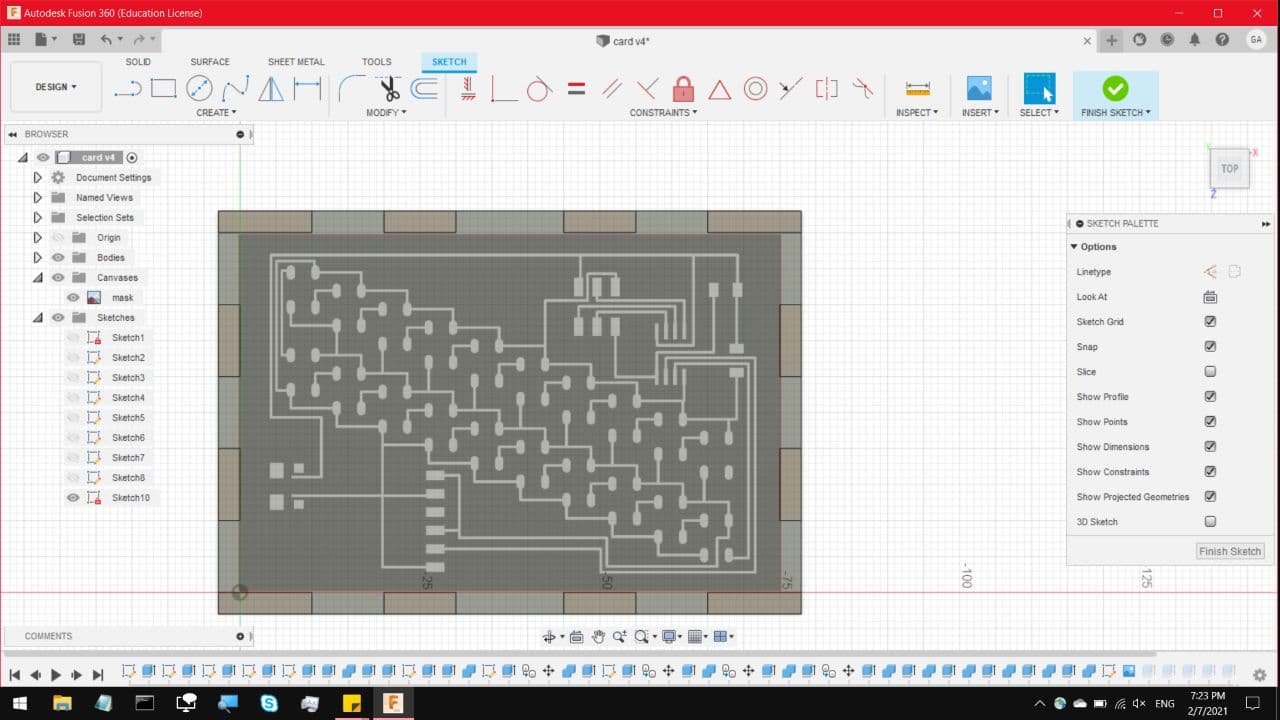 Autodesk Fusion 360 (Education License)
card v4*
GA
DESIGN
SOLID
SURFACE
SHEET METAL
TOOLS
SKETCH
CREATE
MODIFY
CONSTRAINTS
INSPECT
INSERT
SELECT
FINISH SKETCH
BROWSER
card v4
Document Settings
Named Views
Selection Sets
Origin
Bodies
Canvases
mask
Sketches
Sketch1
Sketch2
Sketch3
Sketch4
Sketch5
Sketch6
Sketch7
Sketch8
Sketch10
TOP
X
Z
SKETCH PALETTE
Options
Linetype
Look At
Sketch Grid
Snap
Slice
Show Profile
Show Points
Show Dimensions
Show Constraints
Show Projected Geometries
3D Sketch
Finish Sketch
-25
-50
-75
-100
125
COMMENTS
ENG
7:23 PM
2/7/2021